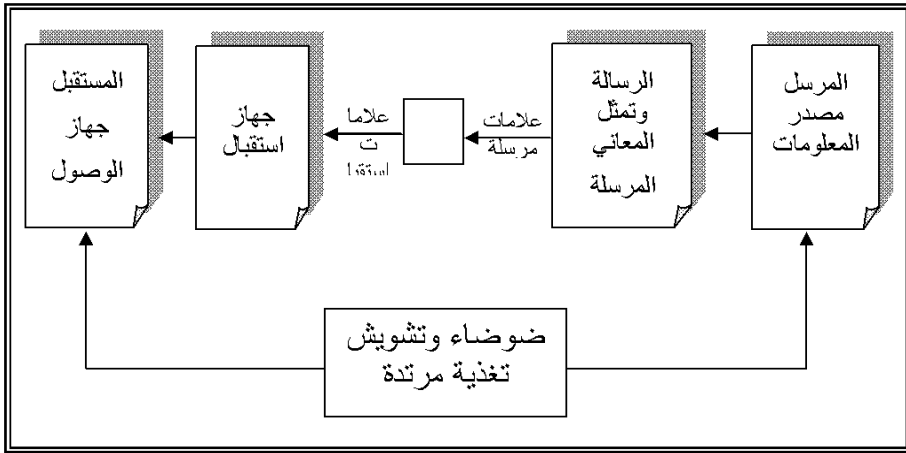 المرسل
مصدر
المعلومات
الرسالة
وتمثل
المعاني
المرسلة
علامات
مرسلة
علاما
ت
جهاز
استقبال
المستقبل
جهاز
الوصول
ضوضاء وتشويش
تغذية مرتدة